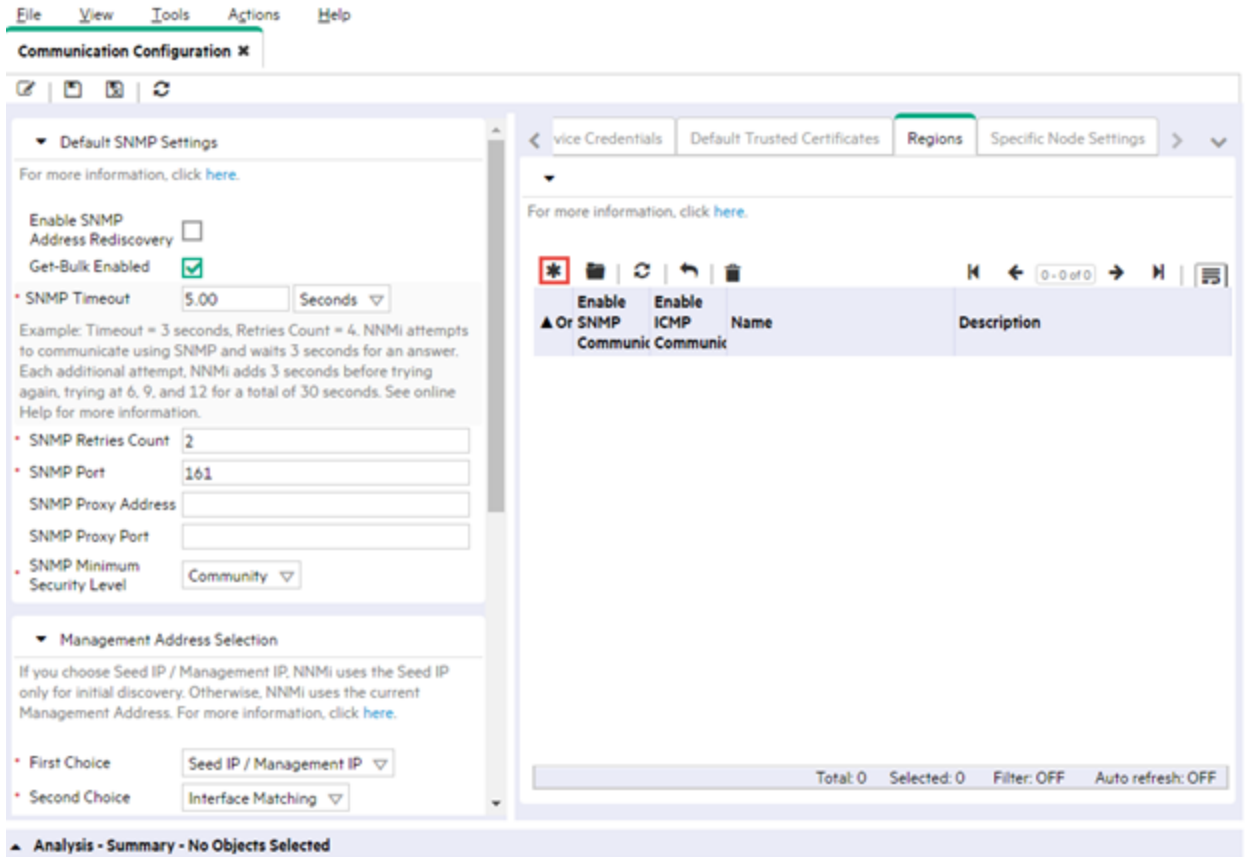 File View Tools Actions Help
Communication Configuration ✖
Default SNMP Settings
For more information, click here.
Enable SNMP
Address Rediscovery
Get-Bulk Enabled
* SNMP Timeout 5.00 Seconds
Example: Timeout = 3 seconds, Retries Count = 4. NNMi attempts
to communicate using SNMP and waits 3 seconds for an answer.
Each additional attempt, NNMi adds 3 seconds before trying
again, trying at 6, 9, and 12 for a total of 30 seconds. See online
Help for more information.
* SNMP Retries Count 2
* SNMP Port 161
SNMP Proxy Address
SNMP Proxy Port
* SNMP Minimum
Security Level Community
Management Address Selection
If you choose Seed IP / Management IP, NNMi uses the Seed IP
only for initial discovery. Otherwise, NNMi uses the current
Management Address. For more information, click here.
* First Choice Seed IP / Management IP
* Second Choice Interface Matching
vice Credentials Default Trusted Certificates Regions Specific Node Settings
For more information, click here.
0 - 0 of 0
Enable Enable
▲ Or SNMP ICMP Name Description
Communic Communic
Total: 0 Selected: 0 Filter: OFF Auto refresh: OFF
Analysis - Summary - No Objects Selected